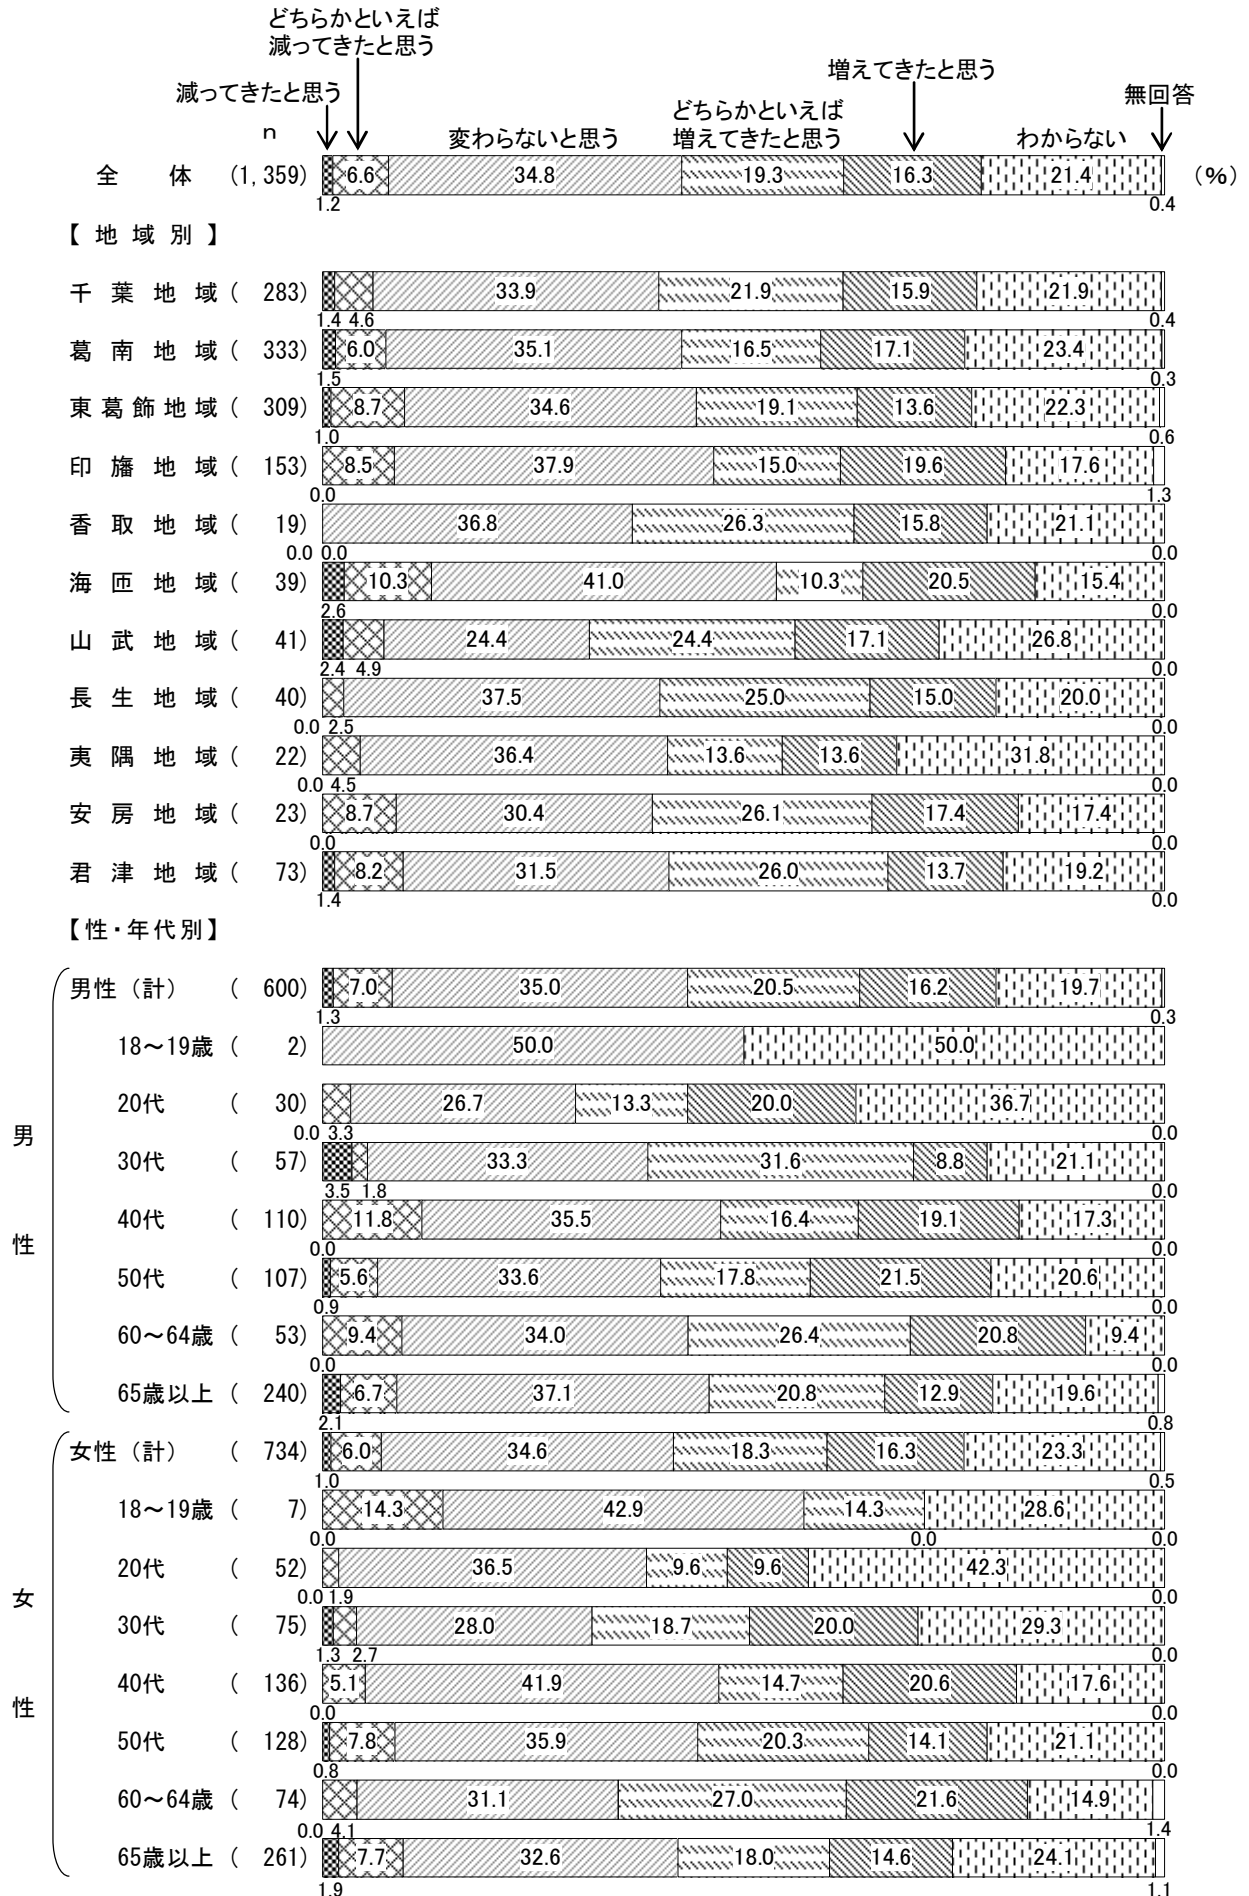 どちらかといえば
減ってきたと思う
減ってきたと思う
増えてきたと思う
どちらかといえば
増えてきたと思う
無回答
n
変わらないと思う
わからない
全 体 (1,359) 6.6 34.8 19.3 16.3 21.4 (%)
1.2 0.4
【 地 域 別 】
千 葉 地 域 ( 283) 33.9 21.9 15.9 21.9
1.4 4.6 0.4
葛 南 地 域 ( 333) 6.0 35.1 16.5 17.1 23.4
1.5 0.3
東 葛 飾 地 域 ( 309) 8.7 34.6 19.1 13.6 22.3
1.0 0.6
印 旛 地 域 ( 153) 8.5 37.9 15.0 19.6 17.6
0.0 1.3
香 取 地 域 ( 19) 36.8 26.3 15.8 21.1
0.0 0.0 0.0
海 匝 地 域 ( 39) 10.3 41.0 10.3 20.5 15.4
2.6 0.0
山 武 地 域 ( 41) 24.4 24.4 17.1 26.8
2.4 4.9 0.0
長 生 地 域 ( 40) 37.5 25.0 15.0 20.0
0.0 2.5 0.0
夷 隅 地 域 ( 22) 36.4 13.6 13.6 31.8
0.0 4.5 0.0
安 房 地 域 ( 23) 8.7 30.4 26.1 17.4 17.4
0.0 0.0
君 津 地 域 ( 73) 8.2 31.5 26.0 13.7 19.2
1.4 0.0
【性・年代別】
男性（計） ( 600) 7.0 35.0 20.5 16.2 19.7
1.3 0.3
18～19歳 ( 2) 50.0 50.0
20代 ( 30) 26.7 13.3 20.0 36.7
0.0 3.3 0.0
男性
30代 ( 57) 33.3 31.6 8.8 21.1
3.5 1.8 0.0
40代 ( 110) 11.8 35.5 16.4 19.1 17.3
0.0 0.0
50代 ( 107) 5.6 33.6 17.8 21.5 20.6
0.9 0.0
60～64歳 ( 53) 9.4 34.0 26.4 20.8 9.4
0.0 0.0
65歳以上 ( 240) 6.7 37.1 20.8 12.9 19.6
2.1 0.8
女性（計） ( 734) 6.0 34.6 18.3 16.3 23.3
1.0 0.5
18～19歳 ( 7) 14.3 42.9 14.3 28.6
0.0 0.0 0.0
20代 ( 52) 36.5 9.6 9.6 42.3
0.0 1.9 0.0
女性
30代 ( 75) 28.0 18.7 20.0 29.3
1.3 2.7 0.0
40代 ( 136) 5.1 41.9 14.7 20.6 17.6
0.0 0.0
50代 ( 128) 7.8 35.9 20.3 14.1 21.1
0.8 0.0
60～64歳 ( 74) 31.1 27.0 21.6 14.9
0.0 4.1 1.4
65歳以上 ( 261) 7.7 32.6 18.0 14.6 24.1
1.9 1.1